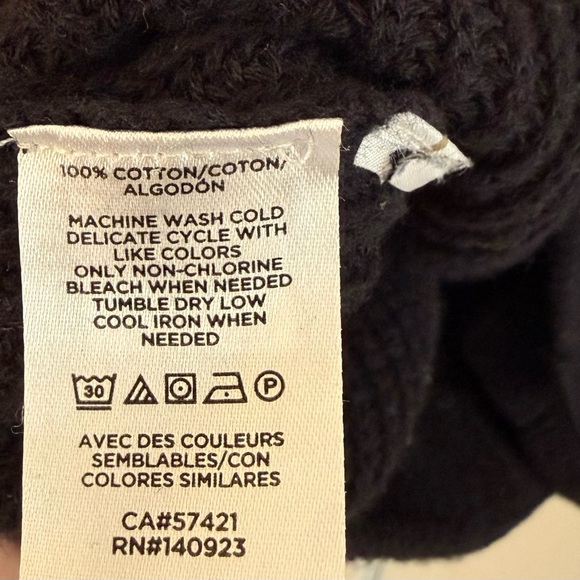 100% COTTON/COTON/
ALGODÓN
MACHINE WASH COLD
DELICATE CYCLE WITH
LIKE COLORS
ONLY NON-CHLORINE
BLEACH WHEN NEEDED
TUMBLE DRY LOW
COOL IRON WHEN
NEEDED
30 P
AVEC DES COULEURS
SEMBLABLES/CON
COLORES SIMILARES
CA#57421
RN#140923